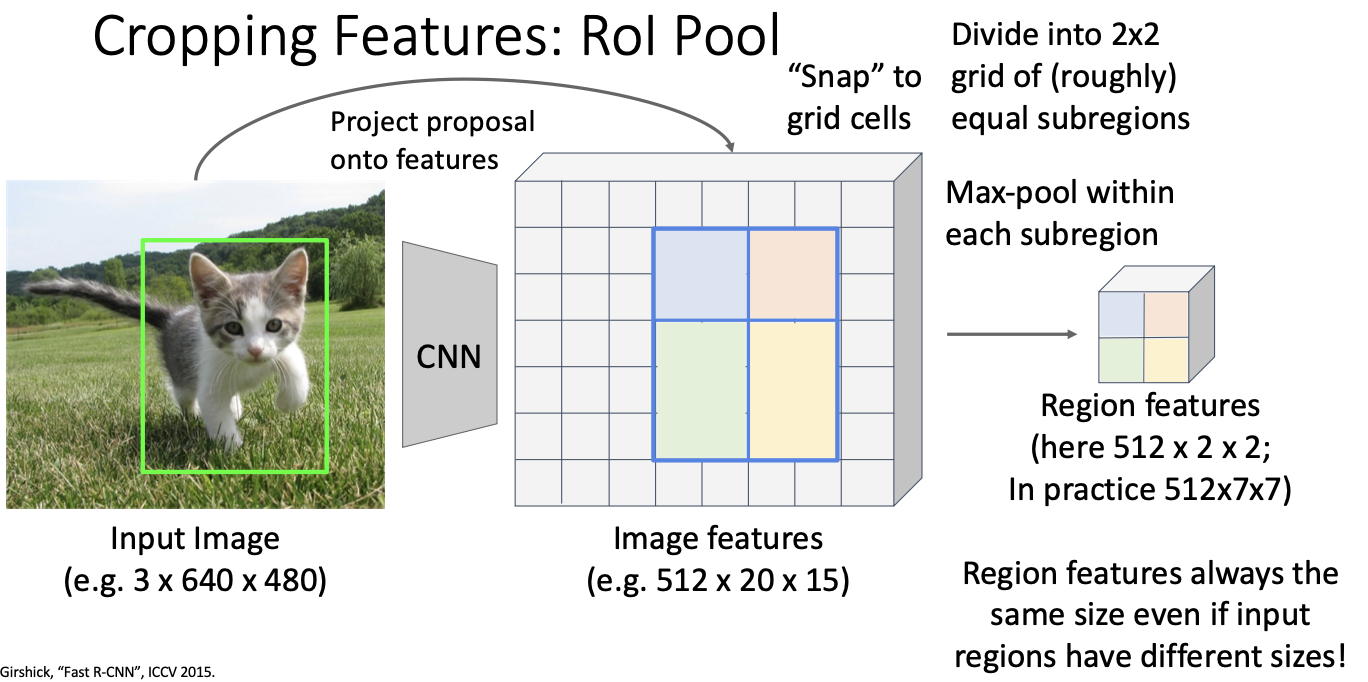 Cropping Features: RoI Pool
Project proposal
onto features
"Snap" to
grid cells
Divide into 2x2
grid of (roughly)
equal subregions
Max-pool within
each subregion
CNN
Region features
(here 512 x 2 x 2;
In practice 512x7x7)
Input Image
(e.g. 3 x 640 x 480)
Image features
(e.g. 512 x 20 x 15)
Region features always the
same size even if input
regions have different sizes!
Girshick, "Fast R-CNN", ICCV 2015.